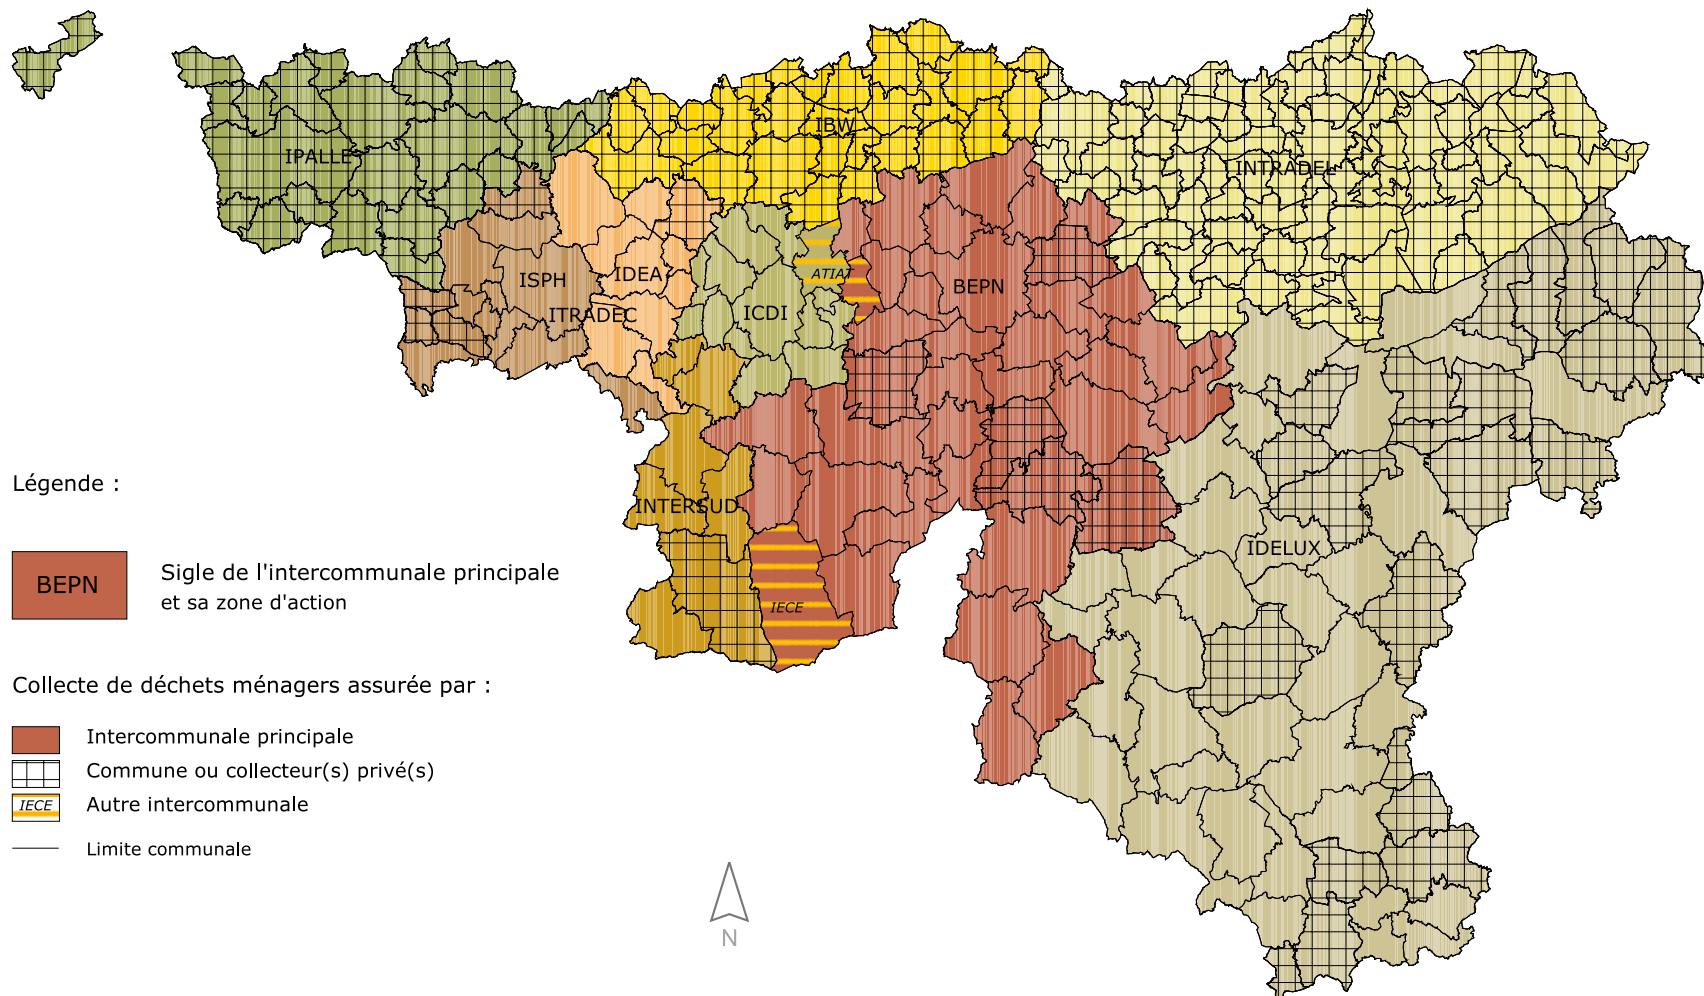 IPALLE
IBW
INTRADEL
ISPH
IDEA
ITRADEC
ICDI
ATIAT
BEPN
INTERSUD
IECE
IDELUX
Légende :
BEPN
Sigle de l'intercommunale principale
et sa zone d'action
Collecte de déchets ménagers assurée par :
Intercommunale principale
Commune ou collecteur(s) privé(s)
IECE Autre intercommunale
Limite communale
N